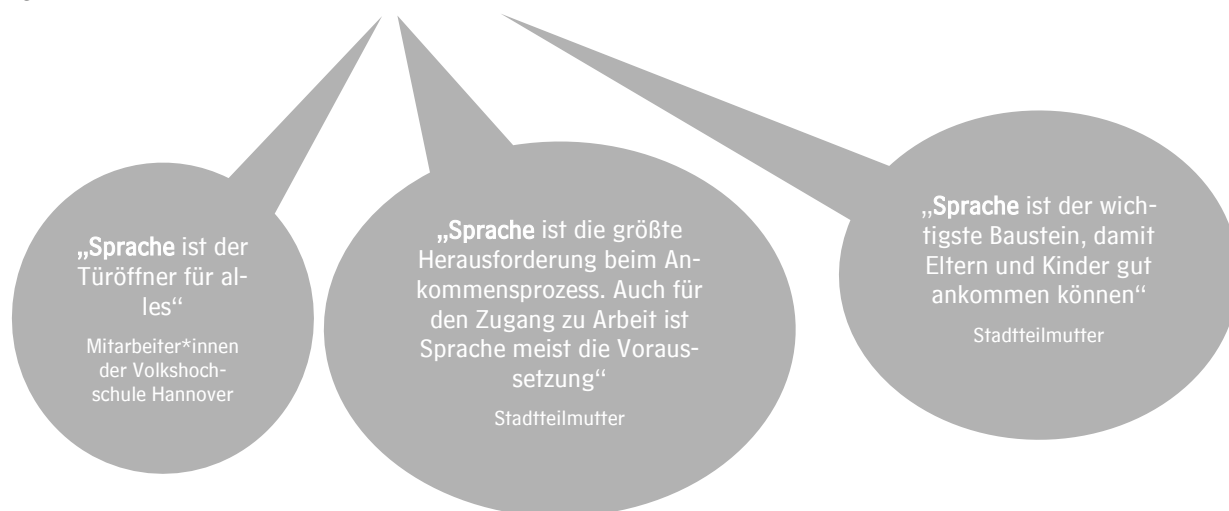 „Sprache ist der
Türöffner für al-
les“
Mitarbeiter*innen
der Volkshoch-
schule Hannover
„Sprache ist die größte
Herausforderung beim An-
kommensprozess. Auch für
den Zugang zu Arbeit ist
Sprache meist die Voraus-
setzung“
Stadtteilmutter
„Sprache ist der wich-
tigste Baustein, damit
Eltern und Kinder gut
ankommen können“
Stadtteilmutter